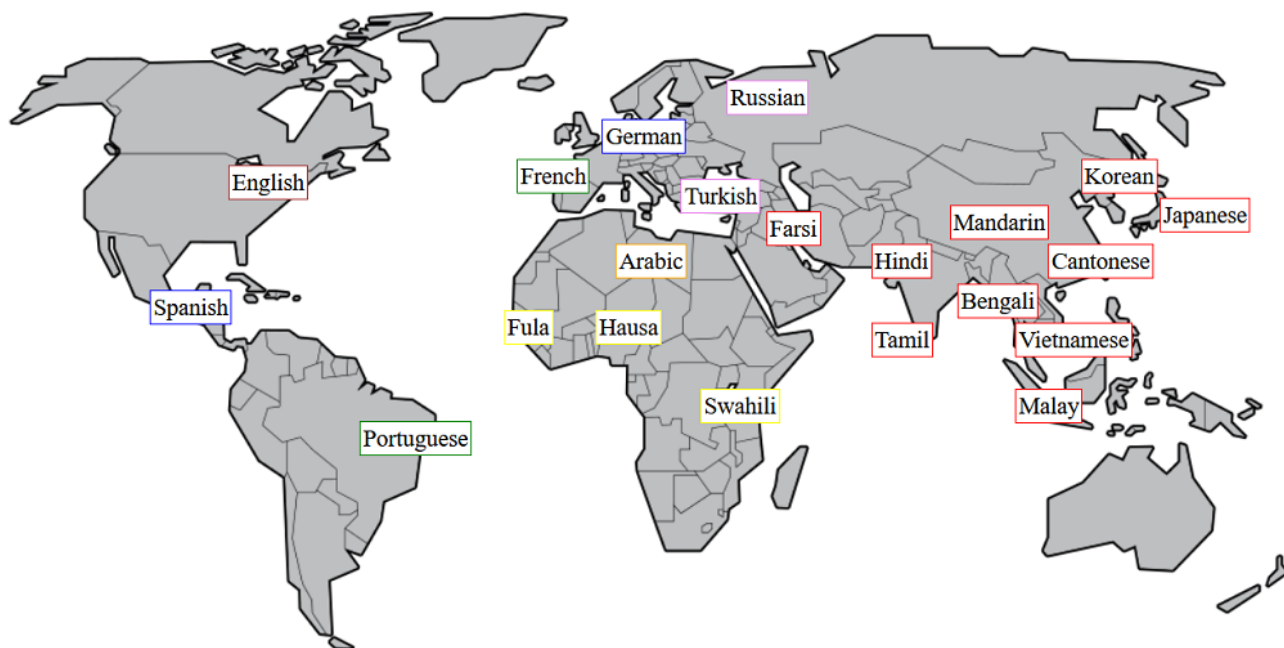 Russian
German
French
English
Korean
Turkish
Japanese
Mandarin
Farsi
Arabic
Hindi
Cantonese
Bengali
Spanish
Fula
Hausa
Tamil
Vietnamese
Swahili
Malay
Portuguese